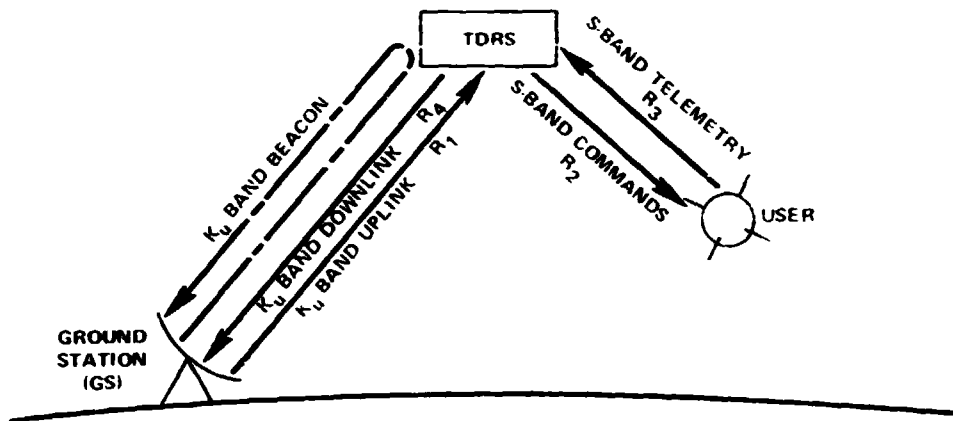 TDRS
S-BAND TELEMETRY
R3
S-BAND COMMANDS
R2
Ku BAND BEACON
R4
Ku BAND DOWNLINK
R1
Ku BAND UPLINK
USER
GROUND
STATION
(GS)